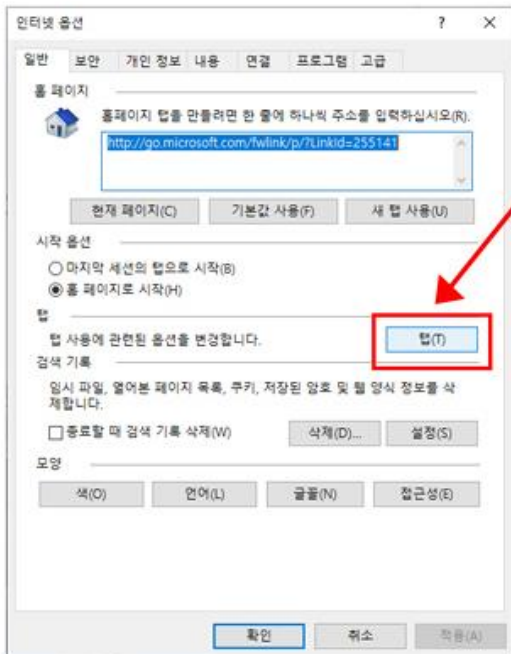 인터넷 옵션
? ×
일반 보안 개인 정보 내용 연결 프로그램 고급
홈 페이지
홈페이지 탭을 만들려면 한 줄에 하나씩 주소를 입력하십시오(R).
http://go.microsoft.com/fwlink/p/?LinkId=255141
현재 페이지(C) 기본값 사용(F) 새 탭 사용(U)
시작 옵션
마지막 세션의 탭으로 시작(B)
홈 페이지로 시작(H)
탭
탭 사용에 관련된 옵션을 변경합니다. 탭(T)
검색 기록
임시 파일, 열어본 페이지 목록, 쿠키, 저장된 암호 및 웹 양식 정보를 삭
제합니다.
종료할 때 검색 기록 삭제(W) 삭제(D)... 설정(S)
모양
색(O) 언어(L) 글꼴(N) 접근성(E)
확인 취소 적용(A)